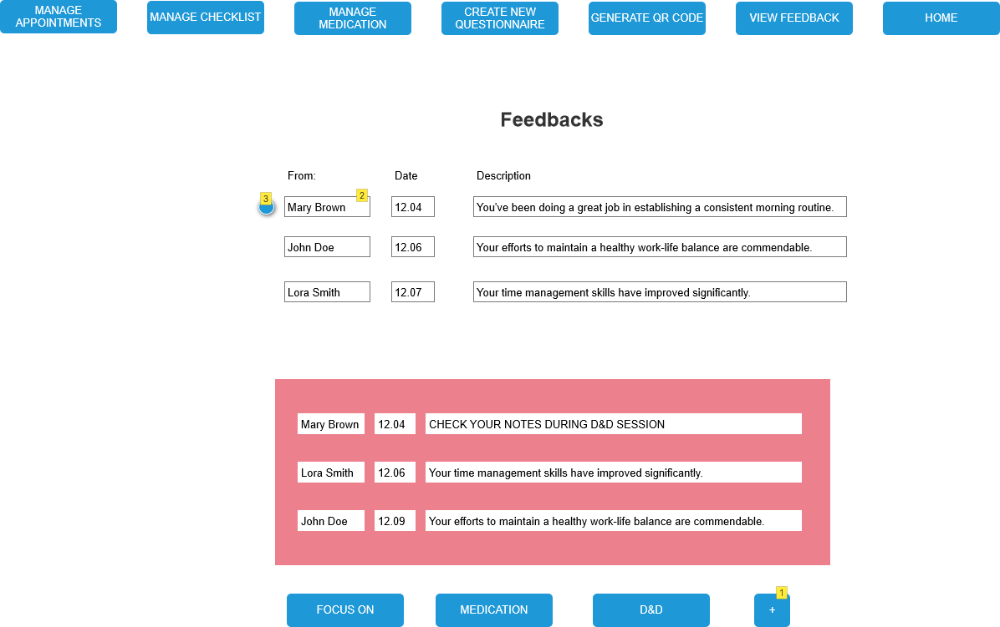 MANAGE
APPOINTMENTS
MANAGE CHECKLIST
MANAGE
MEDICATION
CREATE NEW
QUESTIONNAIRE
GENERATE QR CODE
VIEW FEEDBACK
HOME
Feedbacks
From: Date Description
3 Mary Brown 2 12.04 You've been doing a great job in establishing a consistent morning routine.
John Doe 12.06 Your efforts to maintain a healthy work-life balance are commendable.
Lora Smith 12.07 Your time management skills have improved significantly.
Mary Brown 12.04 CHECK YOUR NOTES DURING D&D SESSION
Lora Smith 12.06 Your time management skills have improved significantly.
John Doe 12.09 Your efforts to maintain a healthy work-life balance are commendable.
1
FOCUS ON MEDICATION D&D +